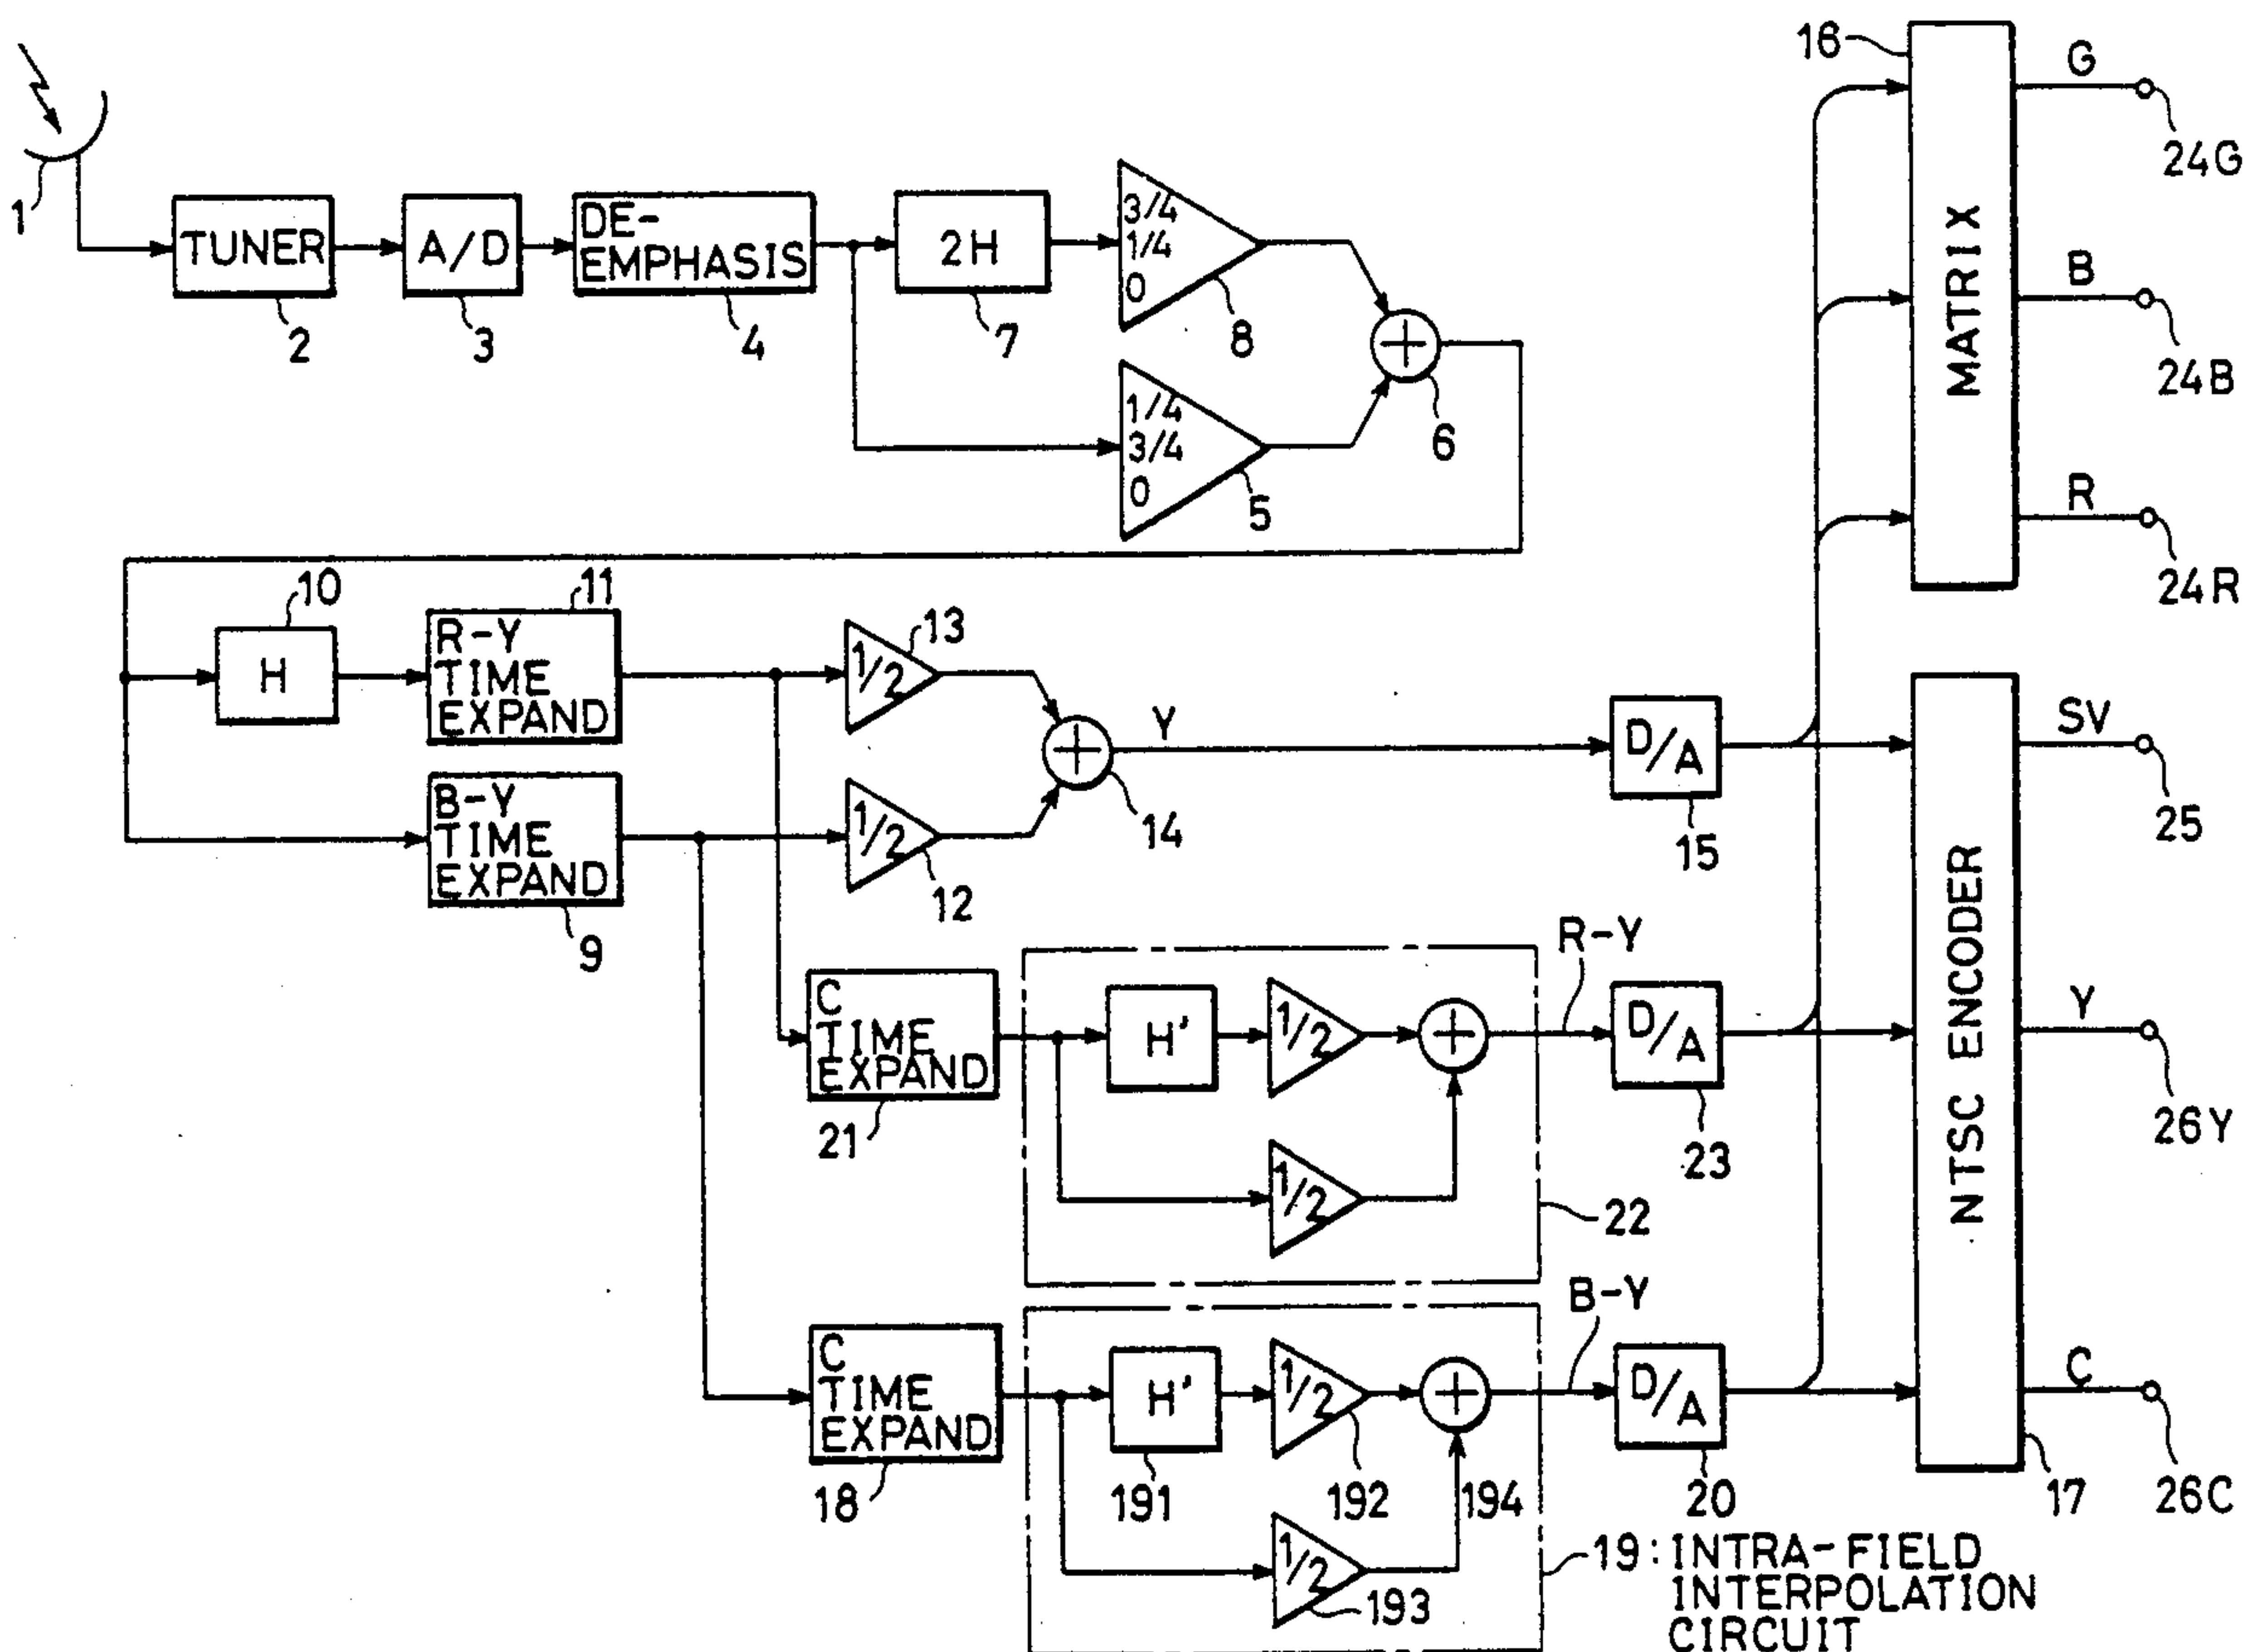 16
G
24G
1
TUNER
2
A/D
3
DE-
EMPHASIS
4
2H
7
3/4
1/4
0
8
1/4
3/4
0
5
6
MATRIX
B
24B
R
24R
10
H
11
R-Y
TIME
EXPAND
B-Y
TIME
EXPAND
9
1/2
13
1/2
12
14
Y
D/A
15
SV
25
C
TIME
EXPAND
21
H'
1/2
1/2
R-Y
22
D/A
23
NTSC ENCODER
Y
26Y
C
TIME
EXPAND
18
H'
191
1/2
192
1/2
193
194
B-Y
D/A
20
C
26C
17
19: INTRA-FIELD
INTERPOLATION
CIRCUIT